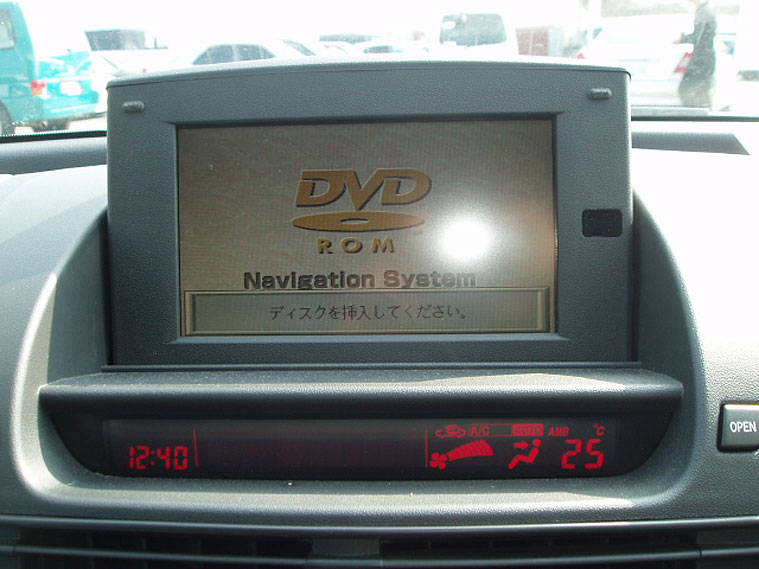 DVD
ROM
Navigation System
ディスクを挿入してください。
OPEN
12:40
A/C AUTO AMB °C
25